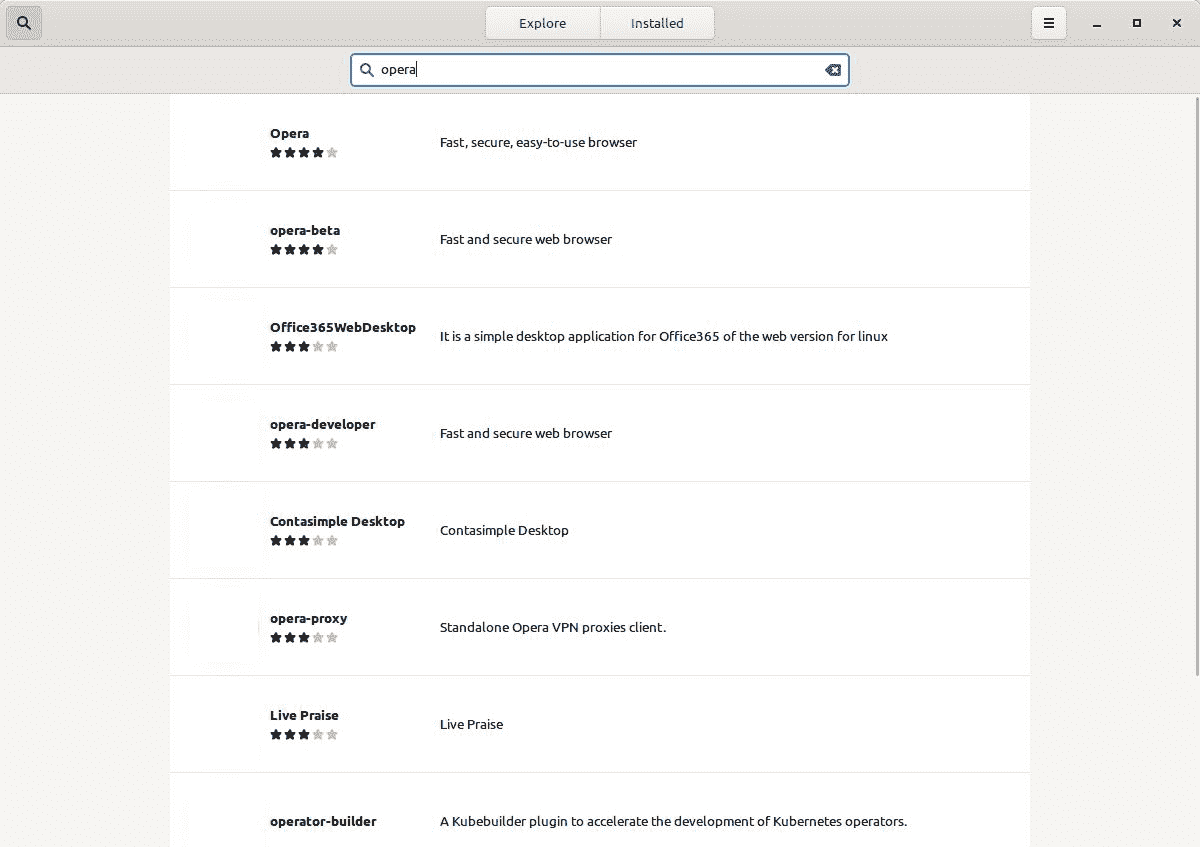 Explore Installed
opera
Opera
Fast, secure, easy-to-use browser
opera-beta
Fast and secure web browser
Office365WebDesktop
It is a simple desktop application for Office365 of the web version for linux
opera-developer
Fast and secure web browser
Contasimple Desktop
Contasimple Desktop
opera-proxy
Standalone Opera VPN proxies client.
Live Praise
Live Praise
operator-builder
A Kubebuilder plugin to accelerate the development of Kubernetes operators.